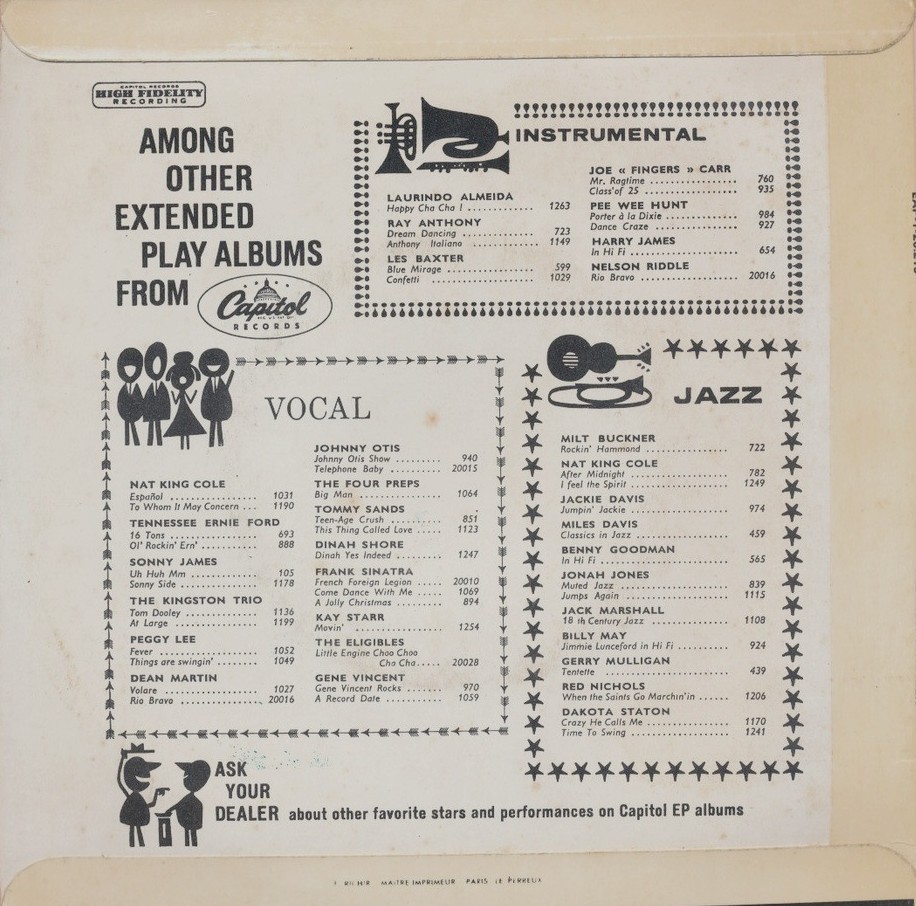 CAPITOL RECORDS
HIGH FIDELITY
RECORDING
AMONG
OTHER
EXTENDED
PLAY ALBUMS
FROM
Capitol
RECORDS
INSTRUMENTAL
LAURINDO ALMEIDA
Happy Cha Cha ! ............ 1263
RAY ANTHONY
Dream Dancing ............ 723
Anthony Italiano ............ 1149
LES BAXTER
Blue Mirage ............ 599
Confetti ............ 1029
JOE « FINGERS » CARR
Mr. Ragtime ............ 760
Class'of 25 ............ 935
PEE WEE HUNT
Porter à la Dixie ............ 984
Dance Craze ............ 927
HARRY JAMES
In Hi Fi ............ 654
NELSON RIDDLE
Rio Bravo ............ 20016
VOCAL
NAT KING COLE
Español ............ 1031
To Whom It May Concern ... 1190
TENNESSEE ERNIE FORD
16 Tons ............ 693
Ol' Rockin' Ern' ............ 888
SONNY JAMES
Uh Huh Mm ............ 105
Sonny Side ............ 1178
THE KINGSTON TRIO
Tom Dooley ............ 1136
At Large ............ 1199
PEGGY LEE
Fever ............ 1052
Things are swingin' ........ 1049
DEAN MARTIN
Volare ............ 1027
Rio Bravo ............ 20016
JOHNNY OTIS
Johnny Otis Show ......... 940
Telephone Baby .......... 20015
THE FOUR PREPS
Big Man ............ 1064
TOMMY SANDS
Teen-Age Crush .......... 851
This Thing Called Love ..... 1123
DINAH SHORE
Dinah Yes Indeed .......... 1247
FRANK SINATRA
French Foreign Legion ..... 20010
Come Dance With Me ..... 1069
A Jolly Christmas ......... 894
KAY STARR
Movin' ............ 1254
THE ELIGIBLES
Little Engine Choo Choo
Cha Cha..... 20028
GENE VINCENT
Gene Vincent Rocks ....... 970
A Record Date ........... 1059
JAZZ
MILT BUCKNER
Rockin' Hammond ............ 722
NAT KING COLE
After Midnight ............ 782
I feel the Spirit ............ 1249
JACKIE DAVIS
Jumpin' Jackie ............ 974
MILES DAVIS
Classics in Jazz ............ 459
BENNY GOODMAN
In Hi Fi ............ 565
JONAH JONES
Muted Jazz ............ 839
Jumps Again ............ 1115
JACK MARSHALL
18 th Century Jazz ............ 1108
BILLY MAY
Jimmie Lunceford in Hi Fi .......... 924
GERRY MULLIGAN
Tentette ............ 439
RED NICHOLS
When the Saints Go Marchin'in ...... 1206
DAKOTA STATON
Crazy He Calls Me ............ 1170
Time To Swing ............ 1241
ASK
YOUR
DEALER about other favorite stars and performances on Capitol EP albums
MAITRE IMPRIMEUR PARIS LE PERREUX